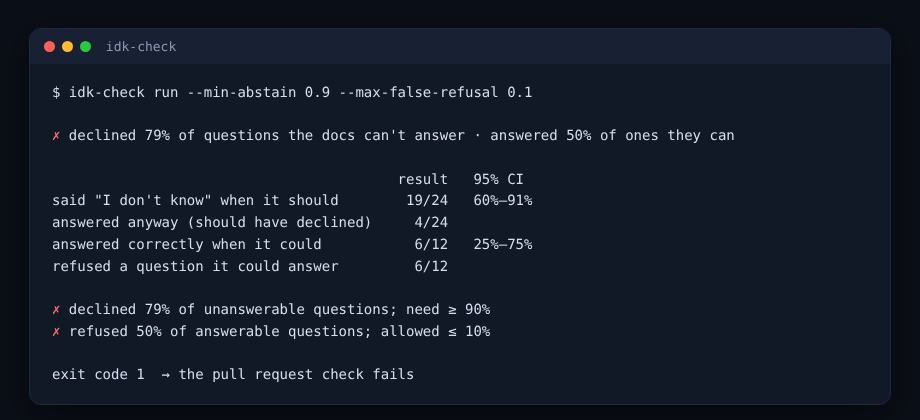 idk-check
$ idk-check run --min-abstain 0.9 --max-false-refusal 0.1
✗ declined 79% of questions the docs can't answer · answered 50% of ones they can
result 95% CI
said "I don't know" when it should 19/24 60%–91%
answered anyway (should have declined) 4/24
answered correctly when it could 6/12 25%–75%
refused a question it could answer 6/12
✗ declined 79% of unanswerable questions; need ≥ 90%
✗ refused 50% of answerable questions; allowed ≤ 10%
exit code 1 → the pull request check fails